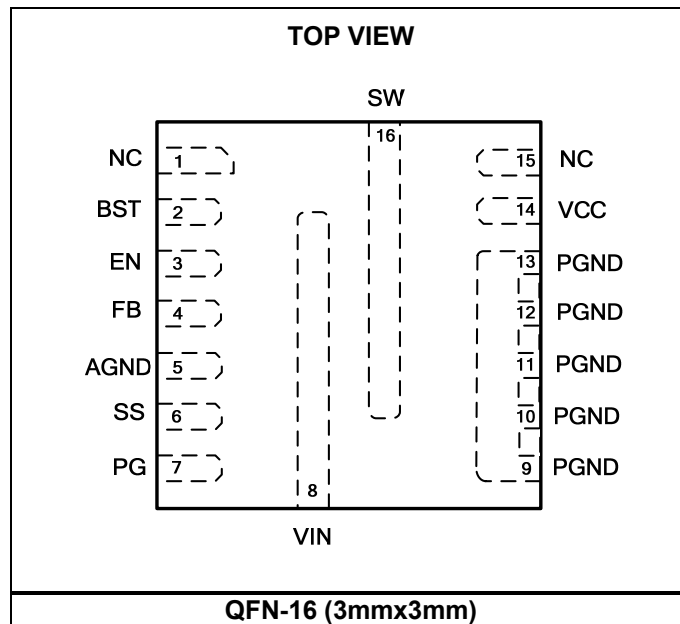 TOP VIEW
SW
16
NC 1 15 NC
BST 2 14 VCC
EN 3 13 PGND
FB 4 12 PGND
AGND 5 11 PGND
SS 6 10 PGND
PG 7 9 PGND
8
VIN
QFN-16 (3mmx3mm)